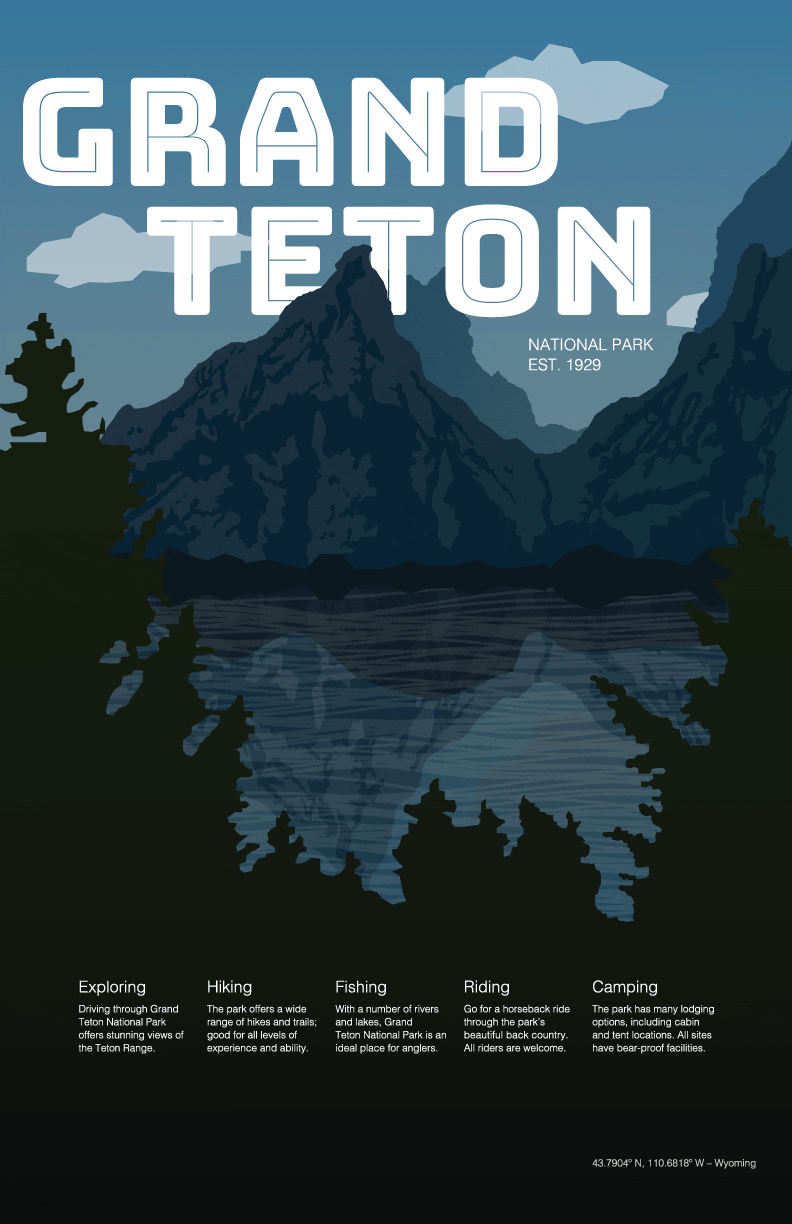 GRAND
TETON
NATIONAL PARK
EST. 1929
Exploring
Driving through Grand
Teton National Park
offers stunning views of
the Teton Range.
Hiking
The park offers a wide
range of hikes and trails;
good for all levels of
experience and ability.
Fishing
With a number of rivers
and lakes, Grand
Teton National Park is an
ideal place for anglers.
Riding
Go for a horseback ride
through the park's
beautiful back country.
All riders are welcome.
Camping
The park has many lodging
options, including cabin
and tent locations. All sites
have bear-proof facilities.
43.7904° N, 110.6818° W – Wyoming